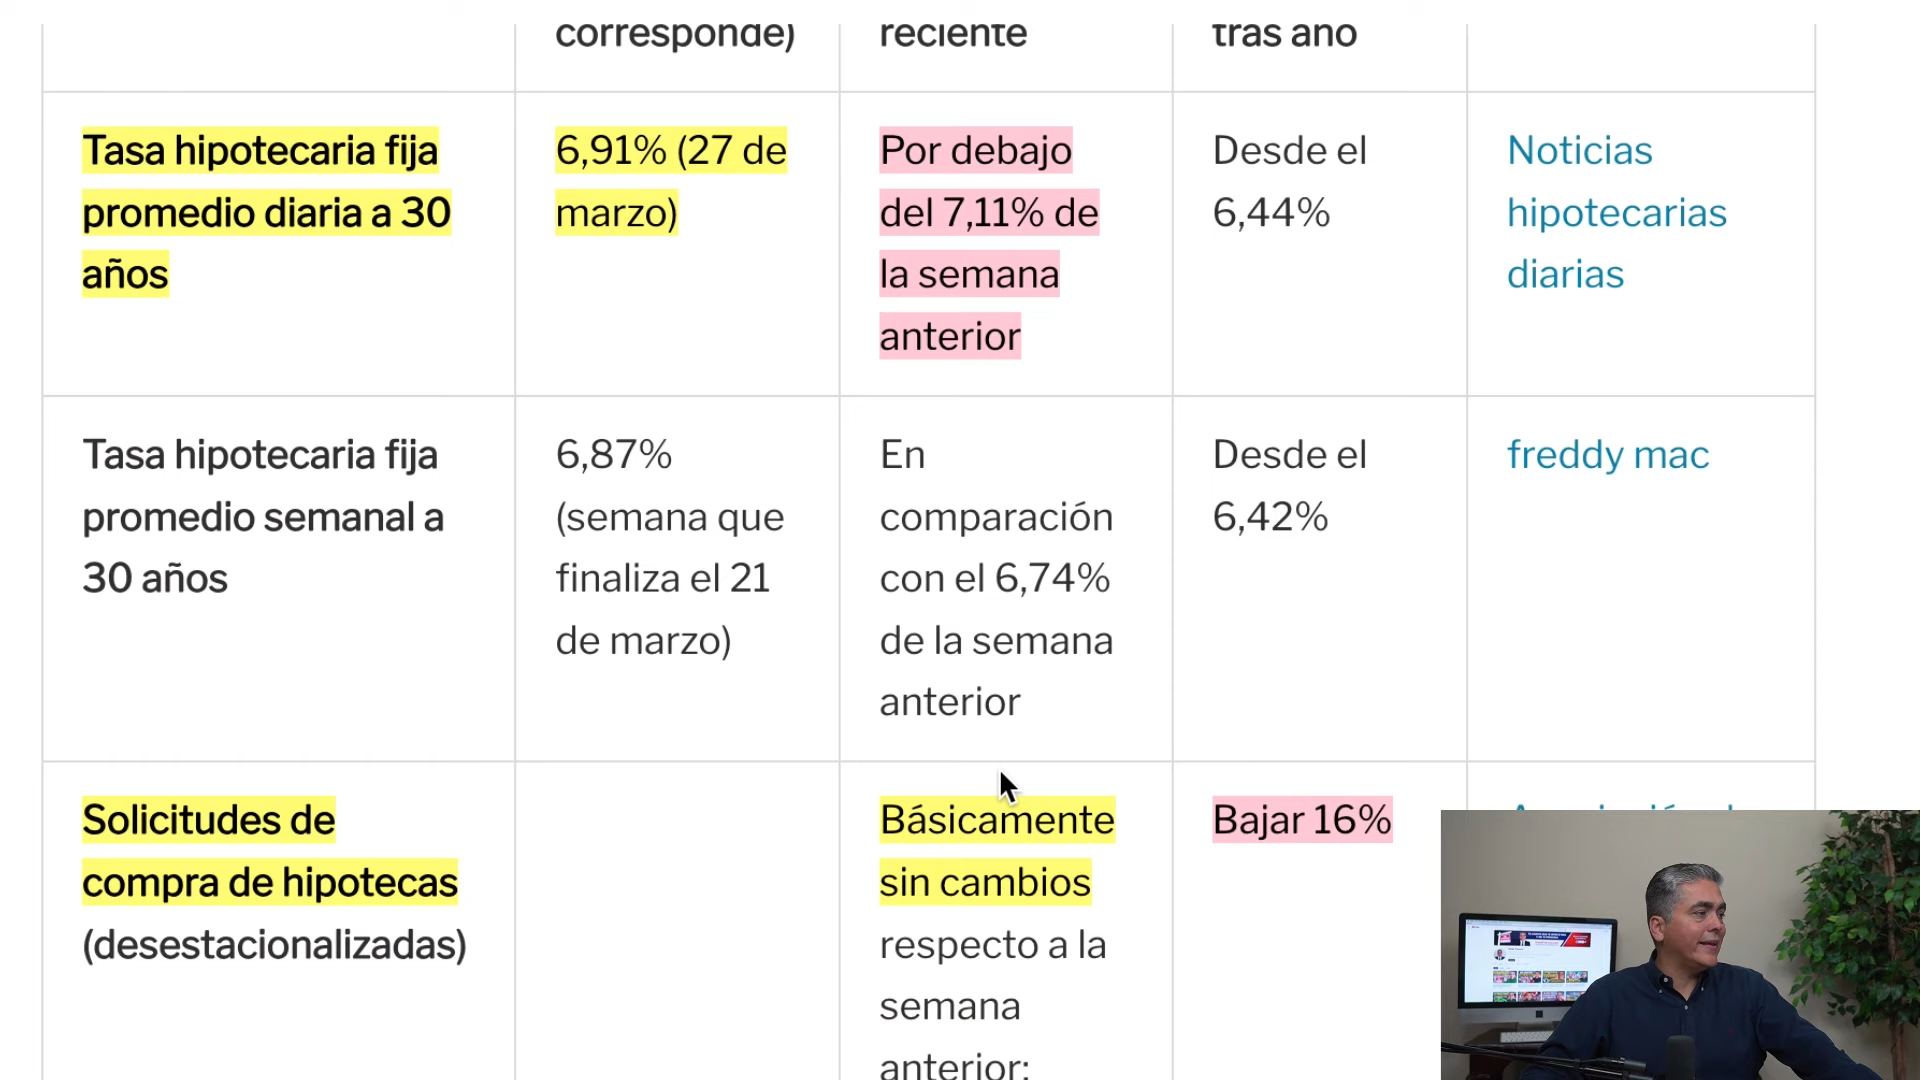 corresponde)
reciente
tras año
Tasa hipotecaria fija
promedio diaria a 30
años
6,91% (27 de
marzo)
Por debajo
del 7,11% de
la semana
anterior
Desde el
6,44%
Noticias
hipotecarias
diarias
Tasa hipotecaria fija
promedio semanal a
30 años
6,87%
(semana que
finaliza el 21
de marzo)
En
comparación
con el 6,74%
de la semana
anterior
Desde el
6,42%
freddy mac
Solicitudes de
compra de hipotecas
(desestacionalizadas)
Básicamente
sin cambios
respecto a la
semana
anterior:
Bajar 16%